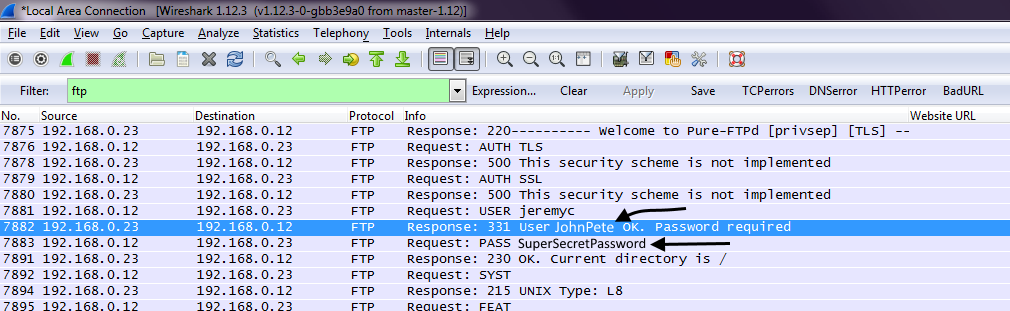 *Local Area Connection   [Wireshark 1.12.3  (v1.12.3-0-gbb3e9a0 from master-1.12)]
File Edit View Go Capture Analyze Statistics Telephony Tools Internals Help
Filter: ftp Expression... Clear Apply Save TCPErrors DNSerror HTTPerror BadURL
No. Source Destination Protocol Info Website URL
7875 192.168.0.23 192.168.0.12 FTP Response: 220---------- Welcome to Pure-FTPd [privsep] [TLS] --
7876 192.168.0.12 192.168.0.23 FTP Request: AUTH TLS
7878 192.168.0.23 192.168.0.12 FTP Response: 500 This security scheme is not implemented
7879 192.168.0.12 192.168.0.23 FTP Request: AUTH SSL
7880 192.168.0.23 192.168.0.12 FTP Response: 500 This security scheme is not implemented
7881 192.168.0.12 192.168.0.23 FTP Request: USER jeremyc
7882 192.168.0.23 192.168.0.12 FTP Response: 331 User JohnPete OK. Password required
7883 192.168.0.12 192.168.0.23 FTP Request: PASS SuperSecretPassword
7891 192.168.0.23 192.168.0.12 FTP Response: 230 OK. Current directory is /
7892 192.168.0.12 192.168.0.23 FTP Request: SYST
7894 192.168.0.23 192.168.0.12 FTP Response: 215 UNIX Type: L8
7895 192.168.0.12 192.168.0.23 FTP Request: FEAT